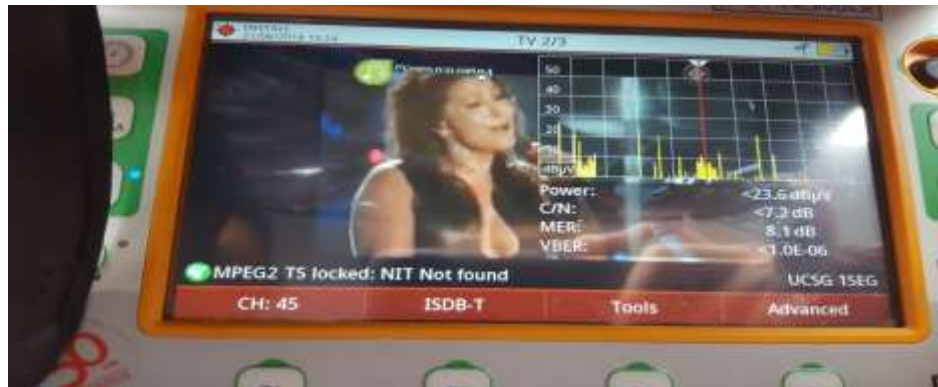 TV 2/3
50
40
30
20
dBµV
Power: <23.6 dBµV
C/N: <7.2 dB
MER: 8.1 dB
VBER: <1.0E-06
MPEG2 TS locked: NIT Not found
UCSG 1SEG
CH: 45 ISDB-T Tools Advanced